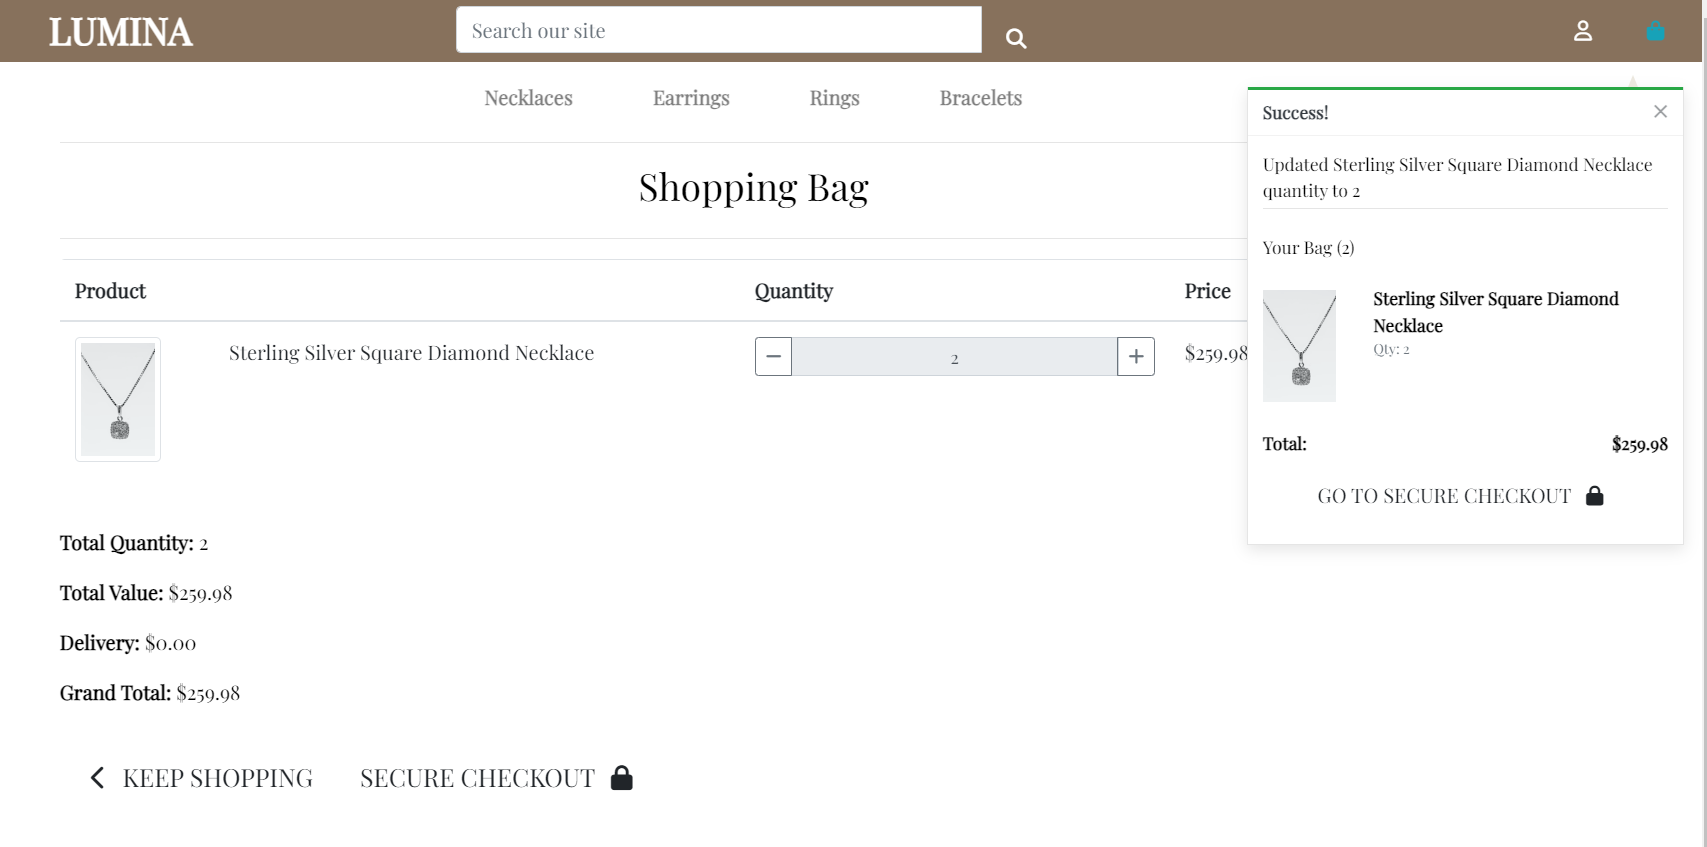 LUMINA
Search our site
Necklaces Earrings Rings Bracelets
Shopping Bag
Product Quantity Price
Sterling Silver Square Diamond Necklace 2 $259.98
Total Quantity: 2
Total Value: $259.98
Delivery: $0.00
Grand Total: $259.98
KEEP SHOPPING SECURE CHECKOUT
Success!
Updated Sterling Silver Square Diamond Necklace
quantity to 2
Your Bag (2)
Sterling Silver Square Diamond
Necklace
Qty: 2
Total: $259.98
GO TO SECURE CHECKOUT